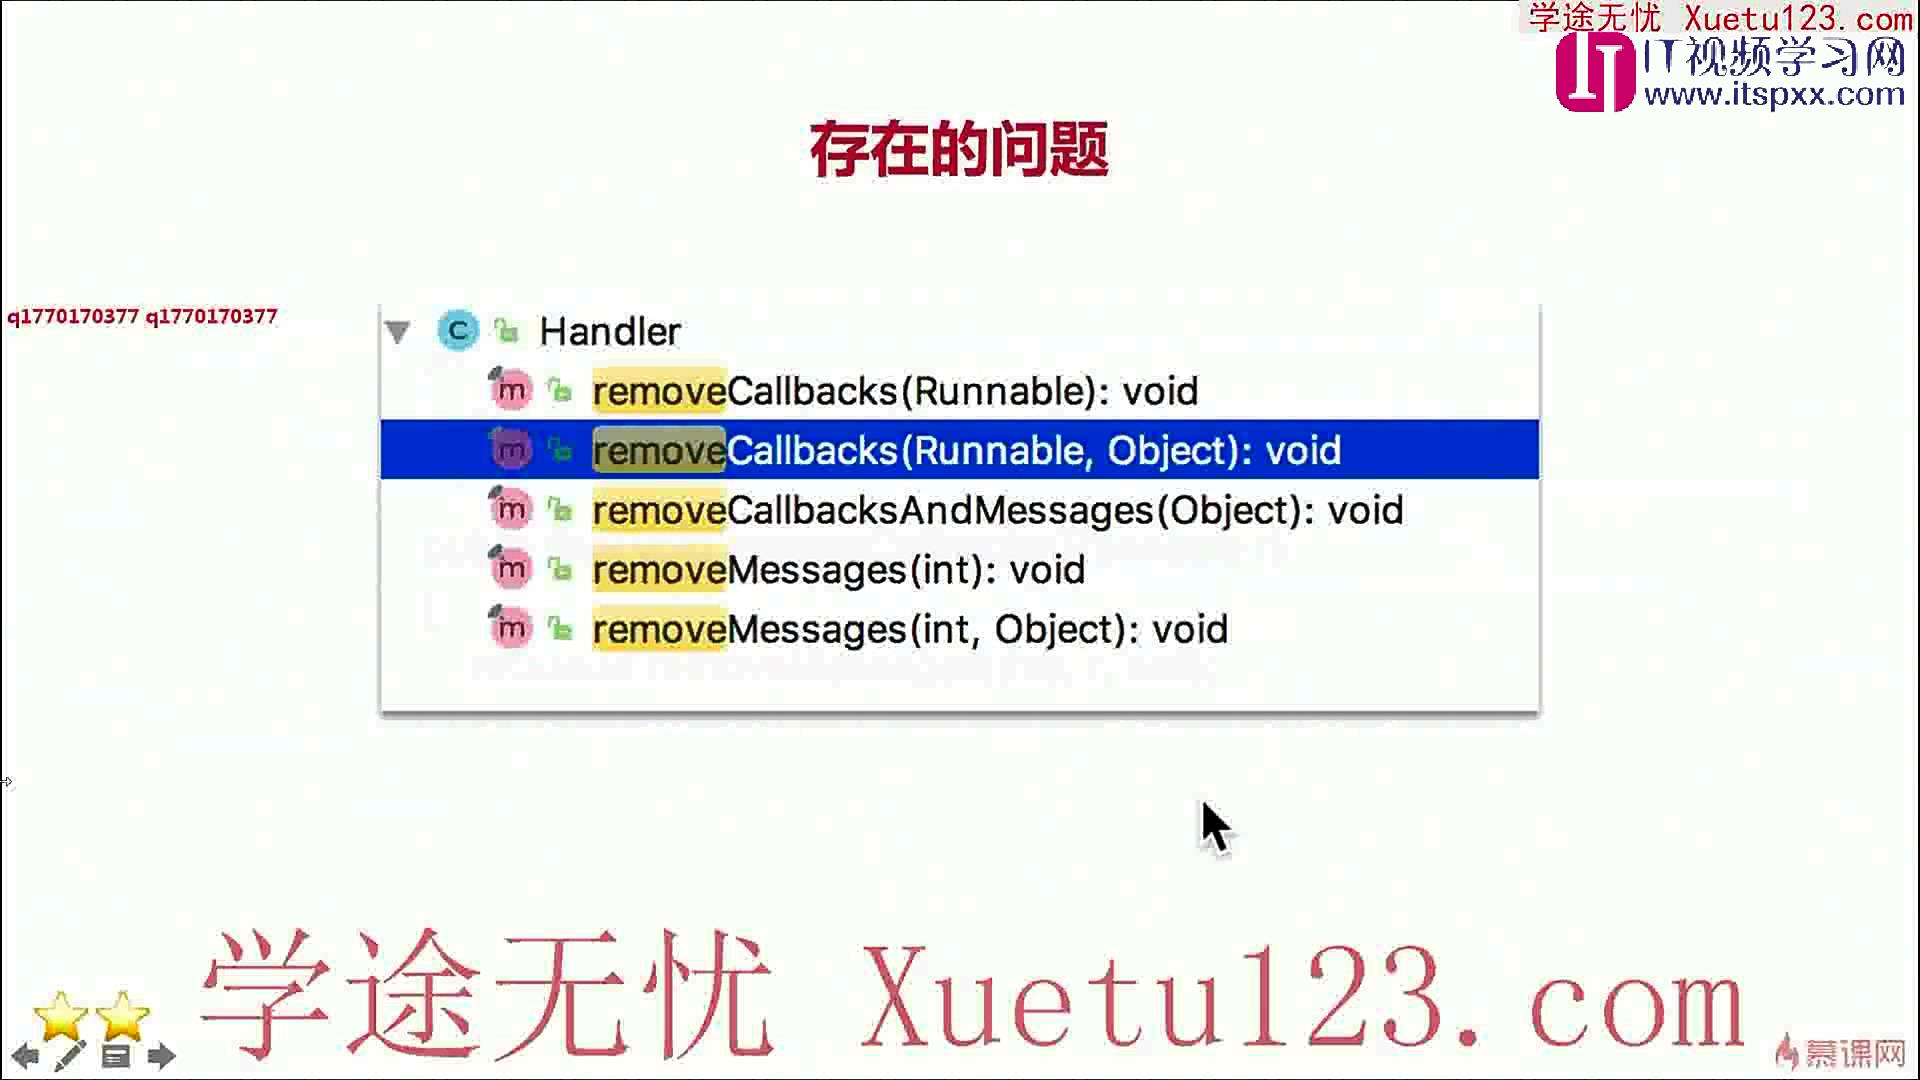 学途无忧 Xuetu123.com
IT视频学习网
www.itspxx.com
存在的问题
q1770170377 q1770170377
C Handler
m removeCallbacks(Runnable): void
m removeCallbacks(Runnable, Object): void
m removeCallbacksAndMessages(Object): void
m removeMessages(int): void
m removeMessages(int, Object): void
学途无忧 Xuetu123.com
慕课网